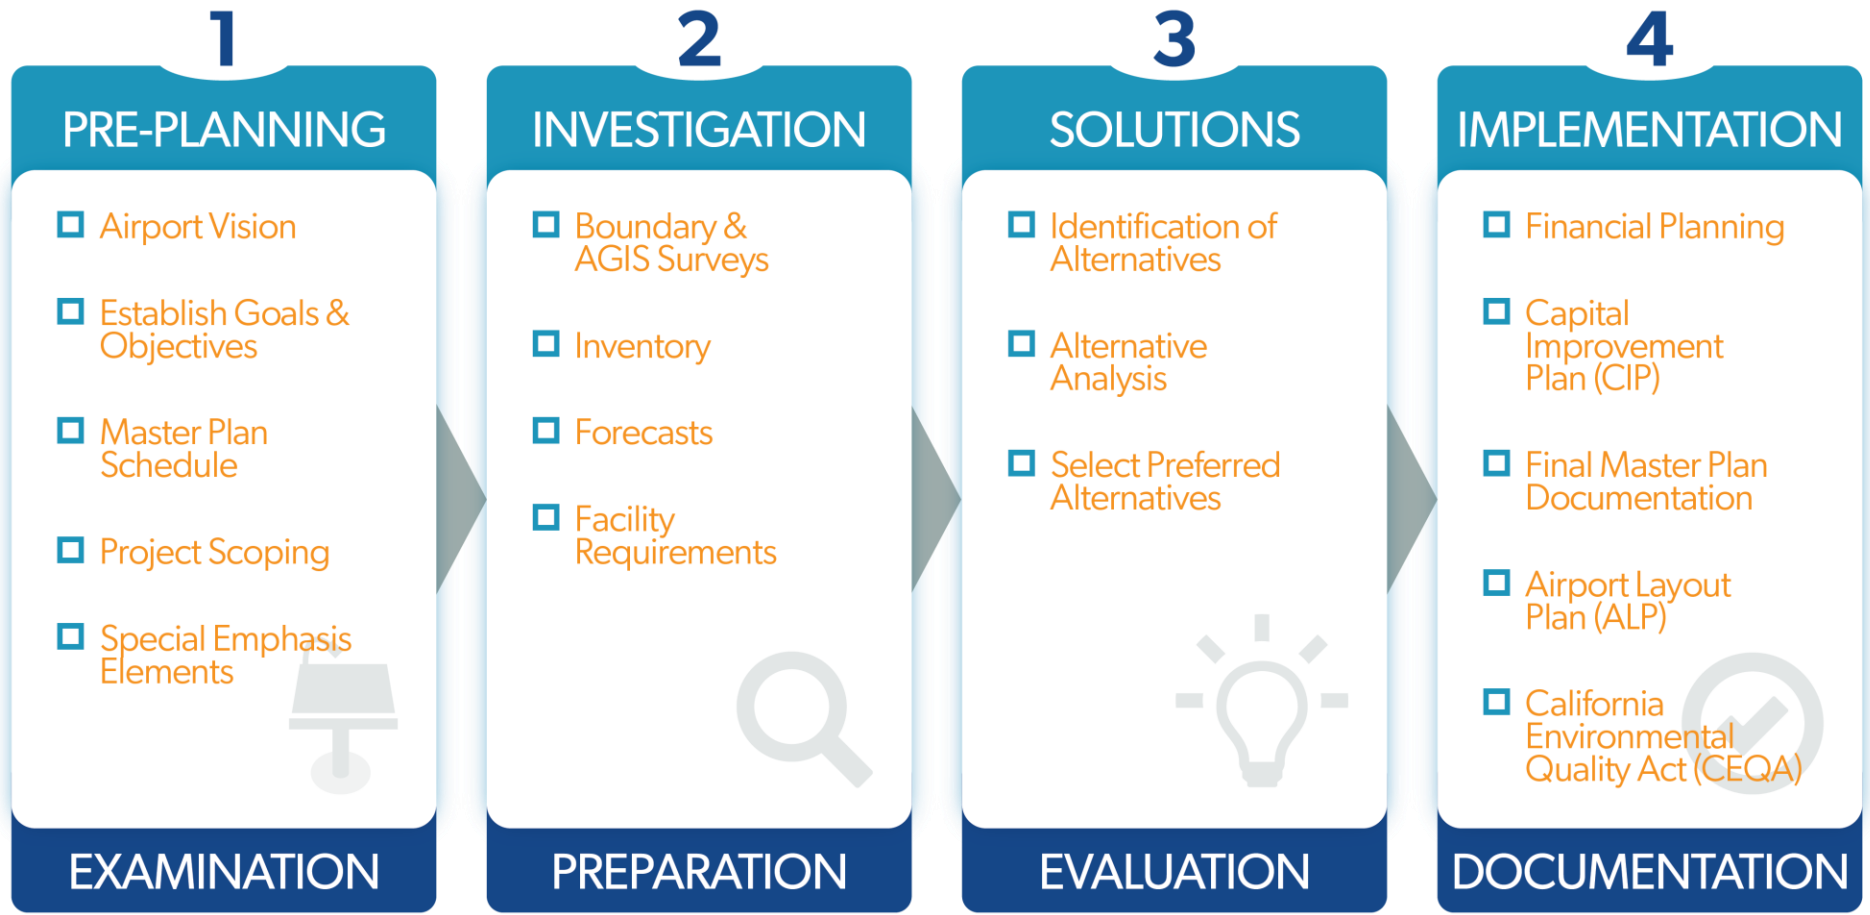 1
PRE-PLANNING
Airport Vision
Establish Goals &
Objectives
Master Plan
Schedule
Project Scoping
Special Emphasis
Elements
EXAMINATION
2
INVESTIGATION
Boundary &
AGIS Surveys
Inventory
Forecasts
Facility
Requirements
PREPARATION
3
SOLUTIONS
Identification of
Alternatives
Alternative
Analysis
Select Preferred
Alternatives
EVALUATION
4
IMPLEMENTATION
Financial Planning
Capital
Improvement
Plan (CIP)
Final Master Plan
Documentation
Airport Layout
Plan (ALP)
California
Environmental
Quality Act (CEQA)
DOCUMENTATION